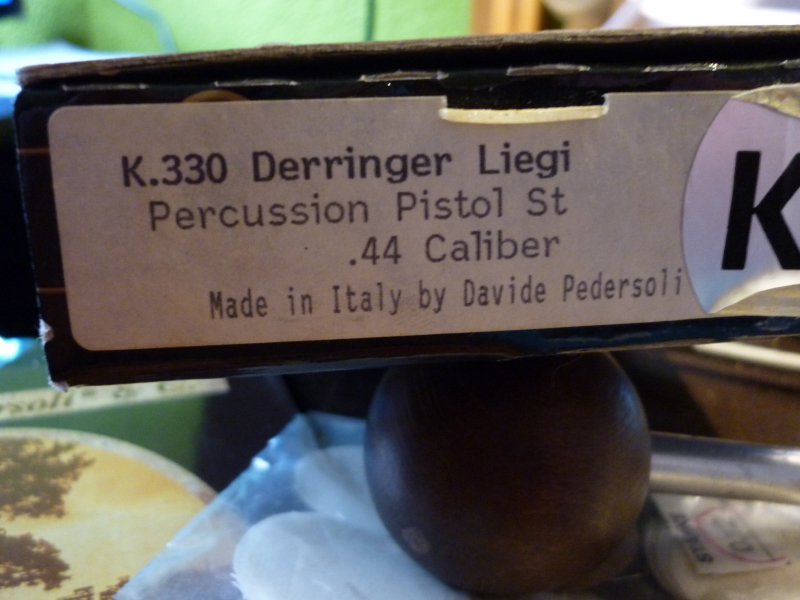 K.330 Derringer Liegi
Percussion Pistol St
.44 Caliber
Made in Italy by Davide Pedersoli
K